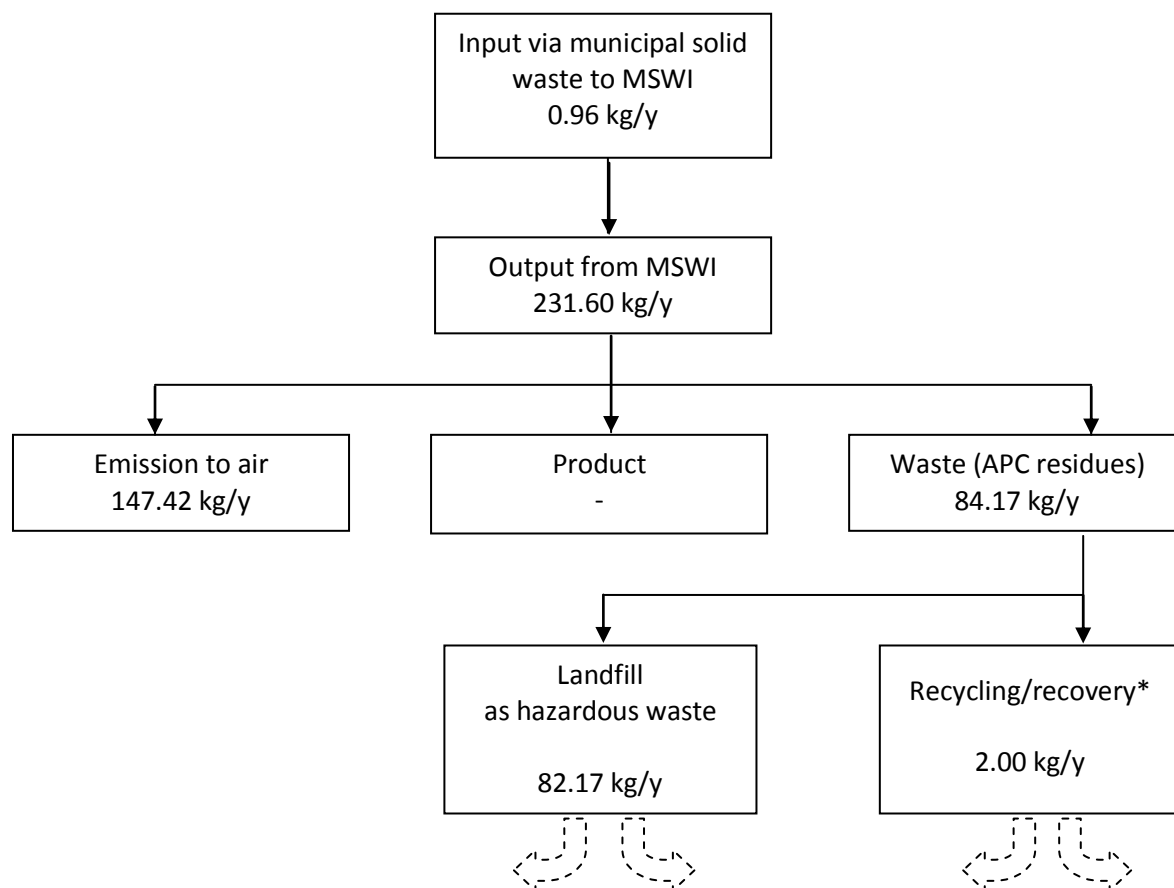 Input via municipal solid
waste to MSWI
0.96 kg/y
Output from MSWI
231.60 kg/y
Emission to air
147.42 kg/y
Product
-
Waste (APC residues)
84.17 kg/y
Landfill
as hazardous waste
82.17 kg/y
Recycling/recovery*
2.00 kg/y